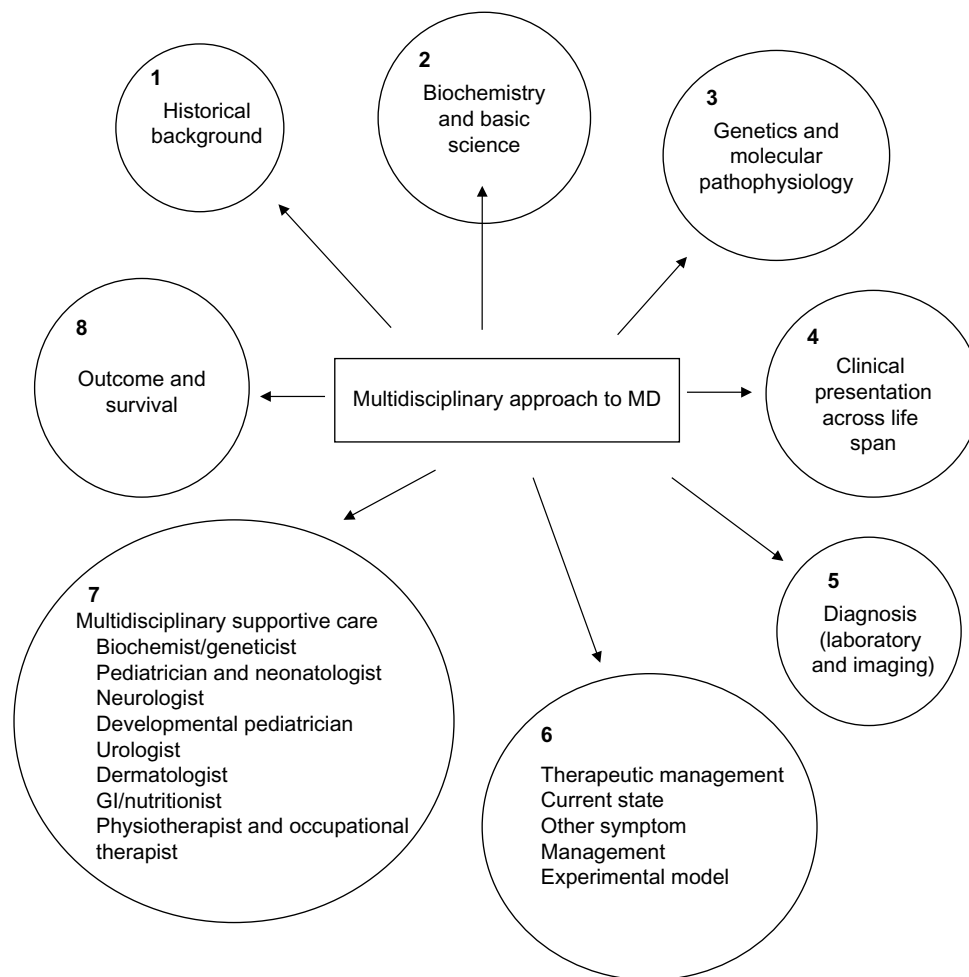 1
Historical
background
2
Biochemistry
and basic
science
3
Genetics and
molecular
pathophysiology
4
Clinical
presentation
across life
span
5
Diagnosis
(laboratory
and imaging)
6
Therapeutic management
Current state
Other symptom
Management
Experimental model
7
Multidisciplinary supportive care
Biochemist/geneticist
Pediatrician and neonatologist
Neurologist
Developmental pediatrician
Urologist
Dermatologist
GI/nutritionist
Physiotherapist and occupational
therapist
8
Outcome and
survival
Multidisciplinary approach to MD